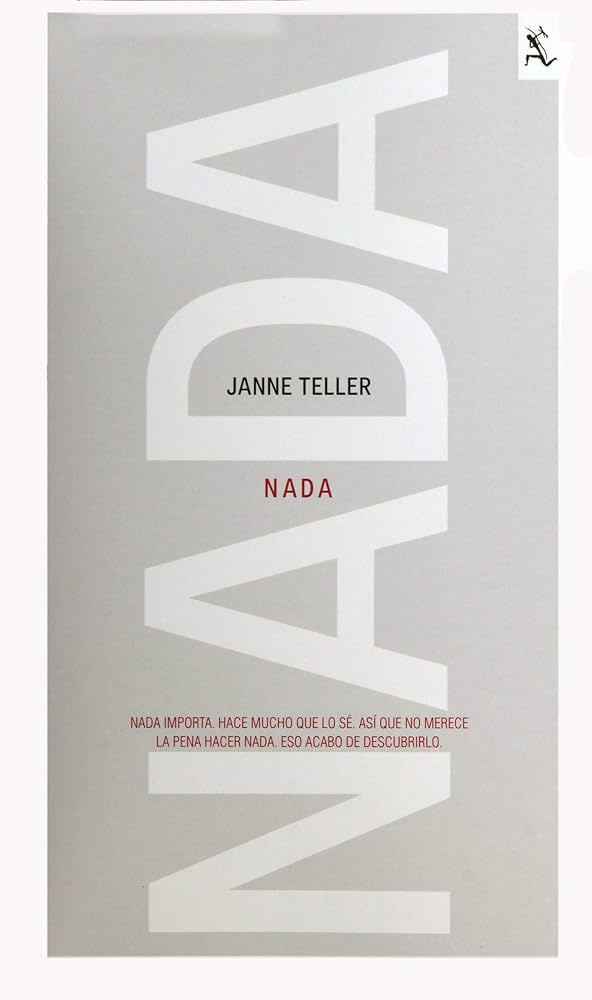 NADA
JANNE TELLER
NADA
NADA IMPORTA. HACE MUCHO QUE LO SÉ. ASÍ QUE NO MERECE
LA PENA HACER NADA. ESO ACABO DE DESCUBRIRLO.